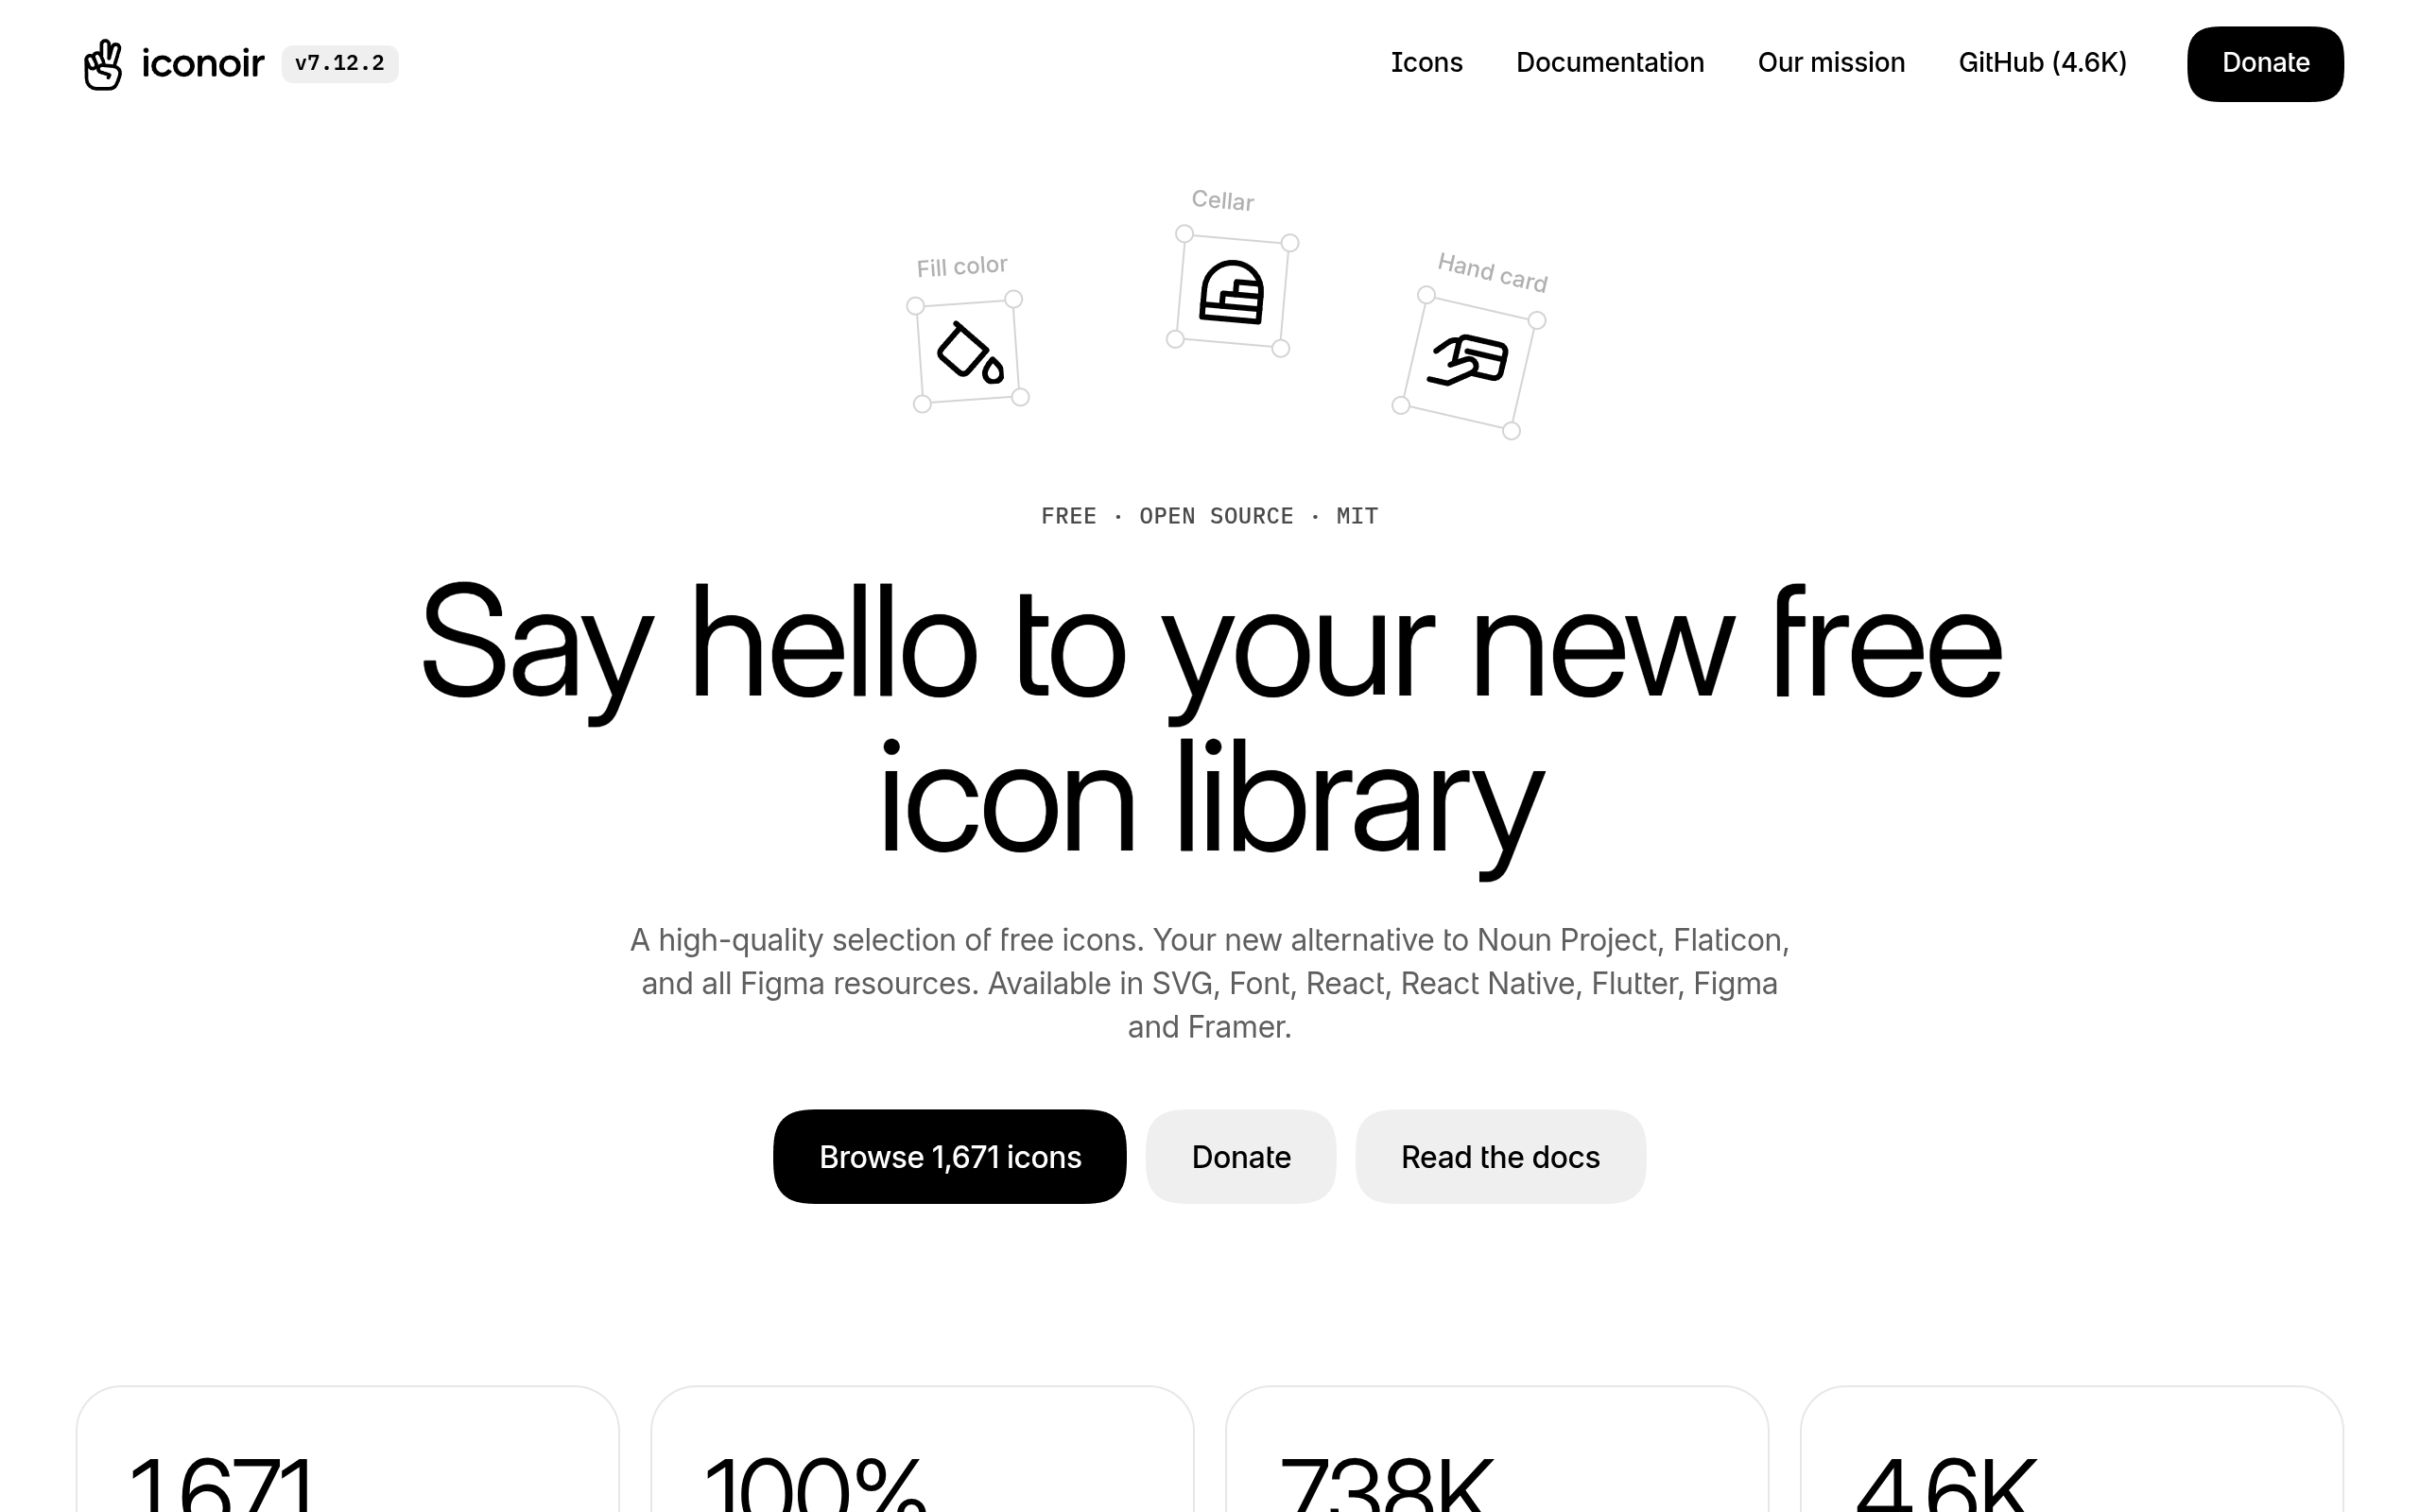 iconoir v7.12.2
Icons Documentation Our mission GitHub (4.6K) Donate
Cellar
Fill color
Hand card
FREE · OPEN SOURCE · MIT
Say hello to your new free
icon library
A high-quality selection of free icons. Your new alternative to Noun Project, Flaticon,
and all Figma resources. Available in SVG, Font, React, React Native, Flutter, Figma
and Framer.
Browse 1,671 icons Donate Read the docs
1,671 100% 738K 4.6K